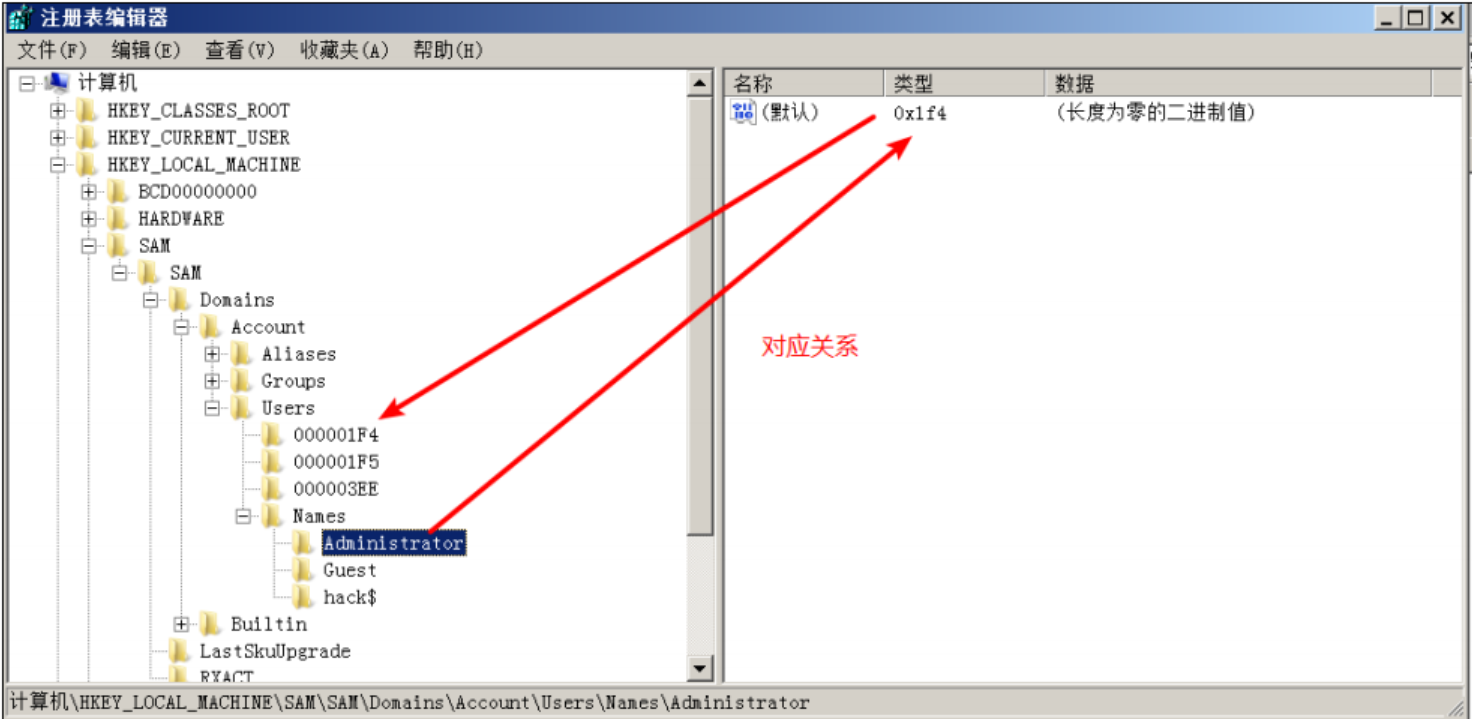 注册表编辑器
文件(F) 编辑(E) 查看(V) 收藏夹(A) 帮助(H)
计算机
HKEY_CLASSES_ROOT
HKEY_CURRENT_USER
HKEY_LOCAL_MACHINE
BCD00000000
HARDWARE
SAM
SAM
Domains
Account
Aliases
Groups
Users
000001F4
000001F5
000003EE
Names
Administrator
Guest
hack$
Builtin
LastSkuUpgrade
RXACT
名称 类型 数据
(默认) 0x1f4 (长度为零的二进制值)
对应关系
计算机\HKEY_LOCAL_MACHINE\SAM\SAM\Domains\Account\Users\Names\Administrator